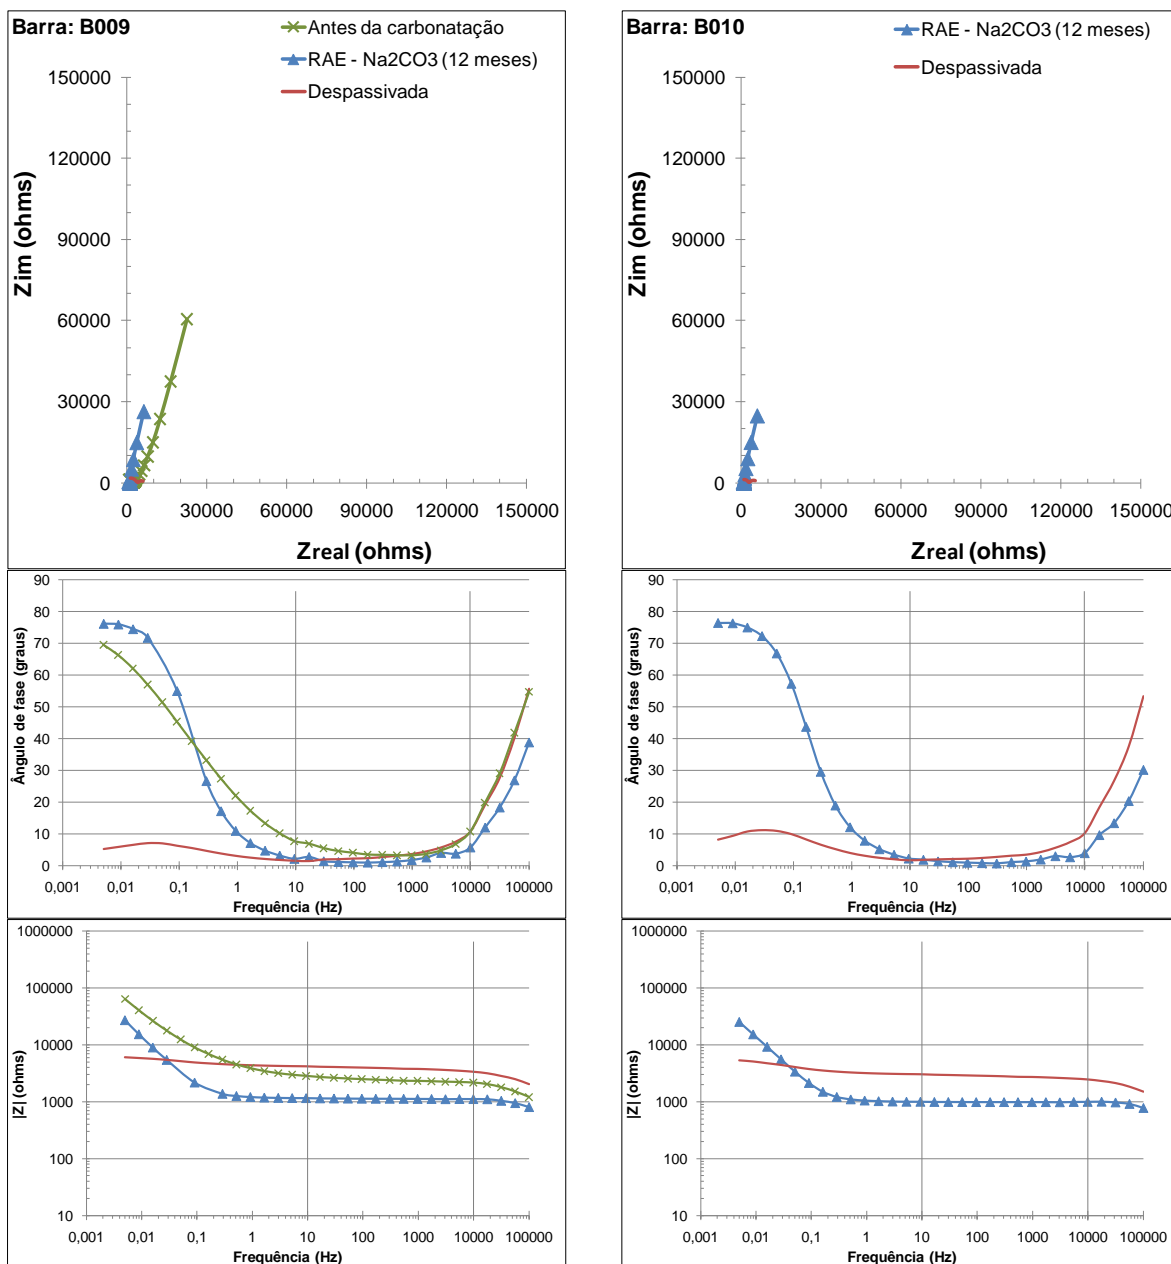 Barra: B009
Antes da carbonatação
RAE - Na2CO3 (12 meses)
Despassivada
150000
120000
90000
60000
30000
0
Zim (ohms)
0 30000 60000 90000 120000 150000
Zreal (ohms)
90
80
70
60
50
40
30
20
10
0
Ângulo de fase (graus)
0,001 0,01 0,1 1 10 100 1000 10000 100000
Frequência (Hz)
1000000
100000
10000
1000
100
10
|Z| (ohms)
0,001 0,01 0,1 1 10 100 1000 10000 100000
Frequência (Hz)
Barra: B010
RAE - Na2CO3 (12 meses)
Despassivada
150000
120000
90000
60000
30000
0
Zim (ohms)
0 30000 60000 90000 120000 150000
Zreal (ohms)
90
80
70
60
50
40
30
20
10
0
Ângulo de fase (graus)
0,001 0,01 0,1 1 10 100 1000 10000 100000
Frequência (Hz)
1000000
100000
10000
1000
100
10
|Z| (ohms)
0,001 0,01 0,1 1 10 100 1000 10000 100000
Frequência (Hz)